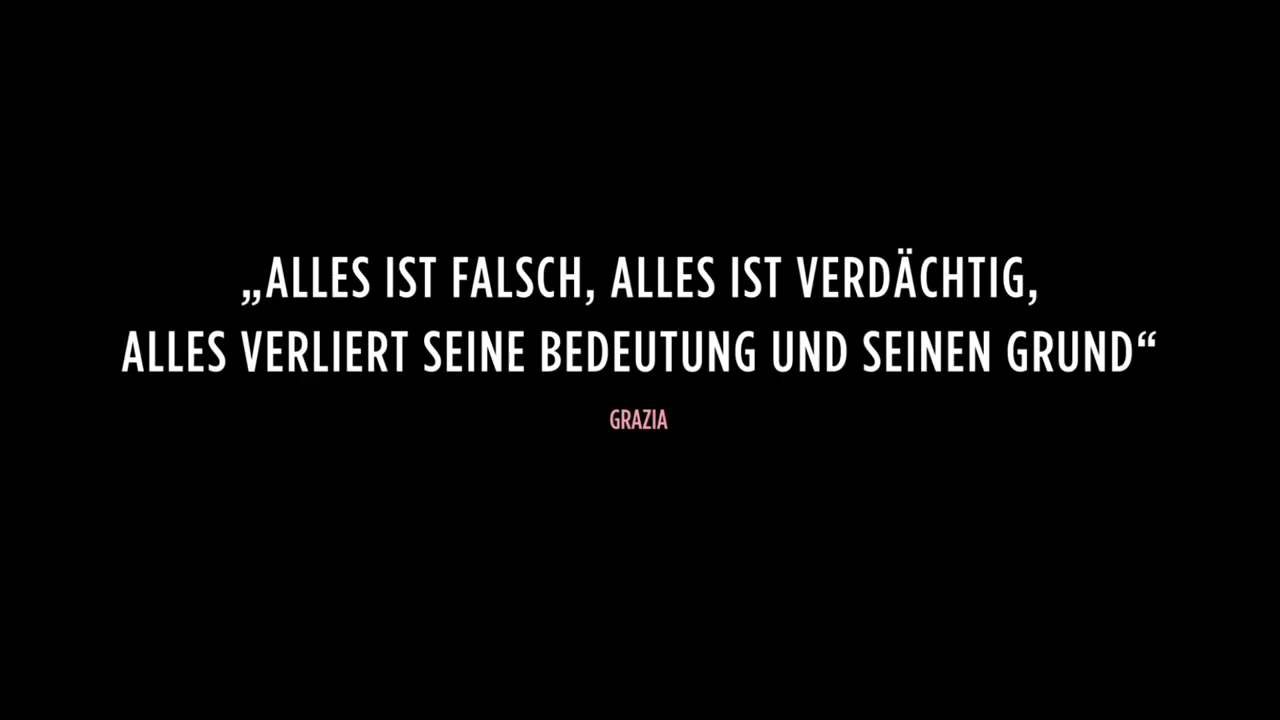 „ALLES IST FALSCH, ALLES IST VERDÄCHTIG,
ALLES VERLIERT SEINE BEDEUTUNG UND SEINEN GRUND“
GRAZIA